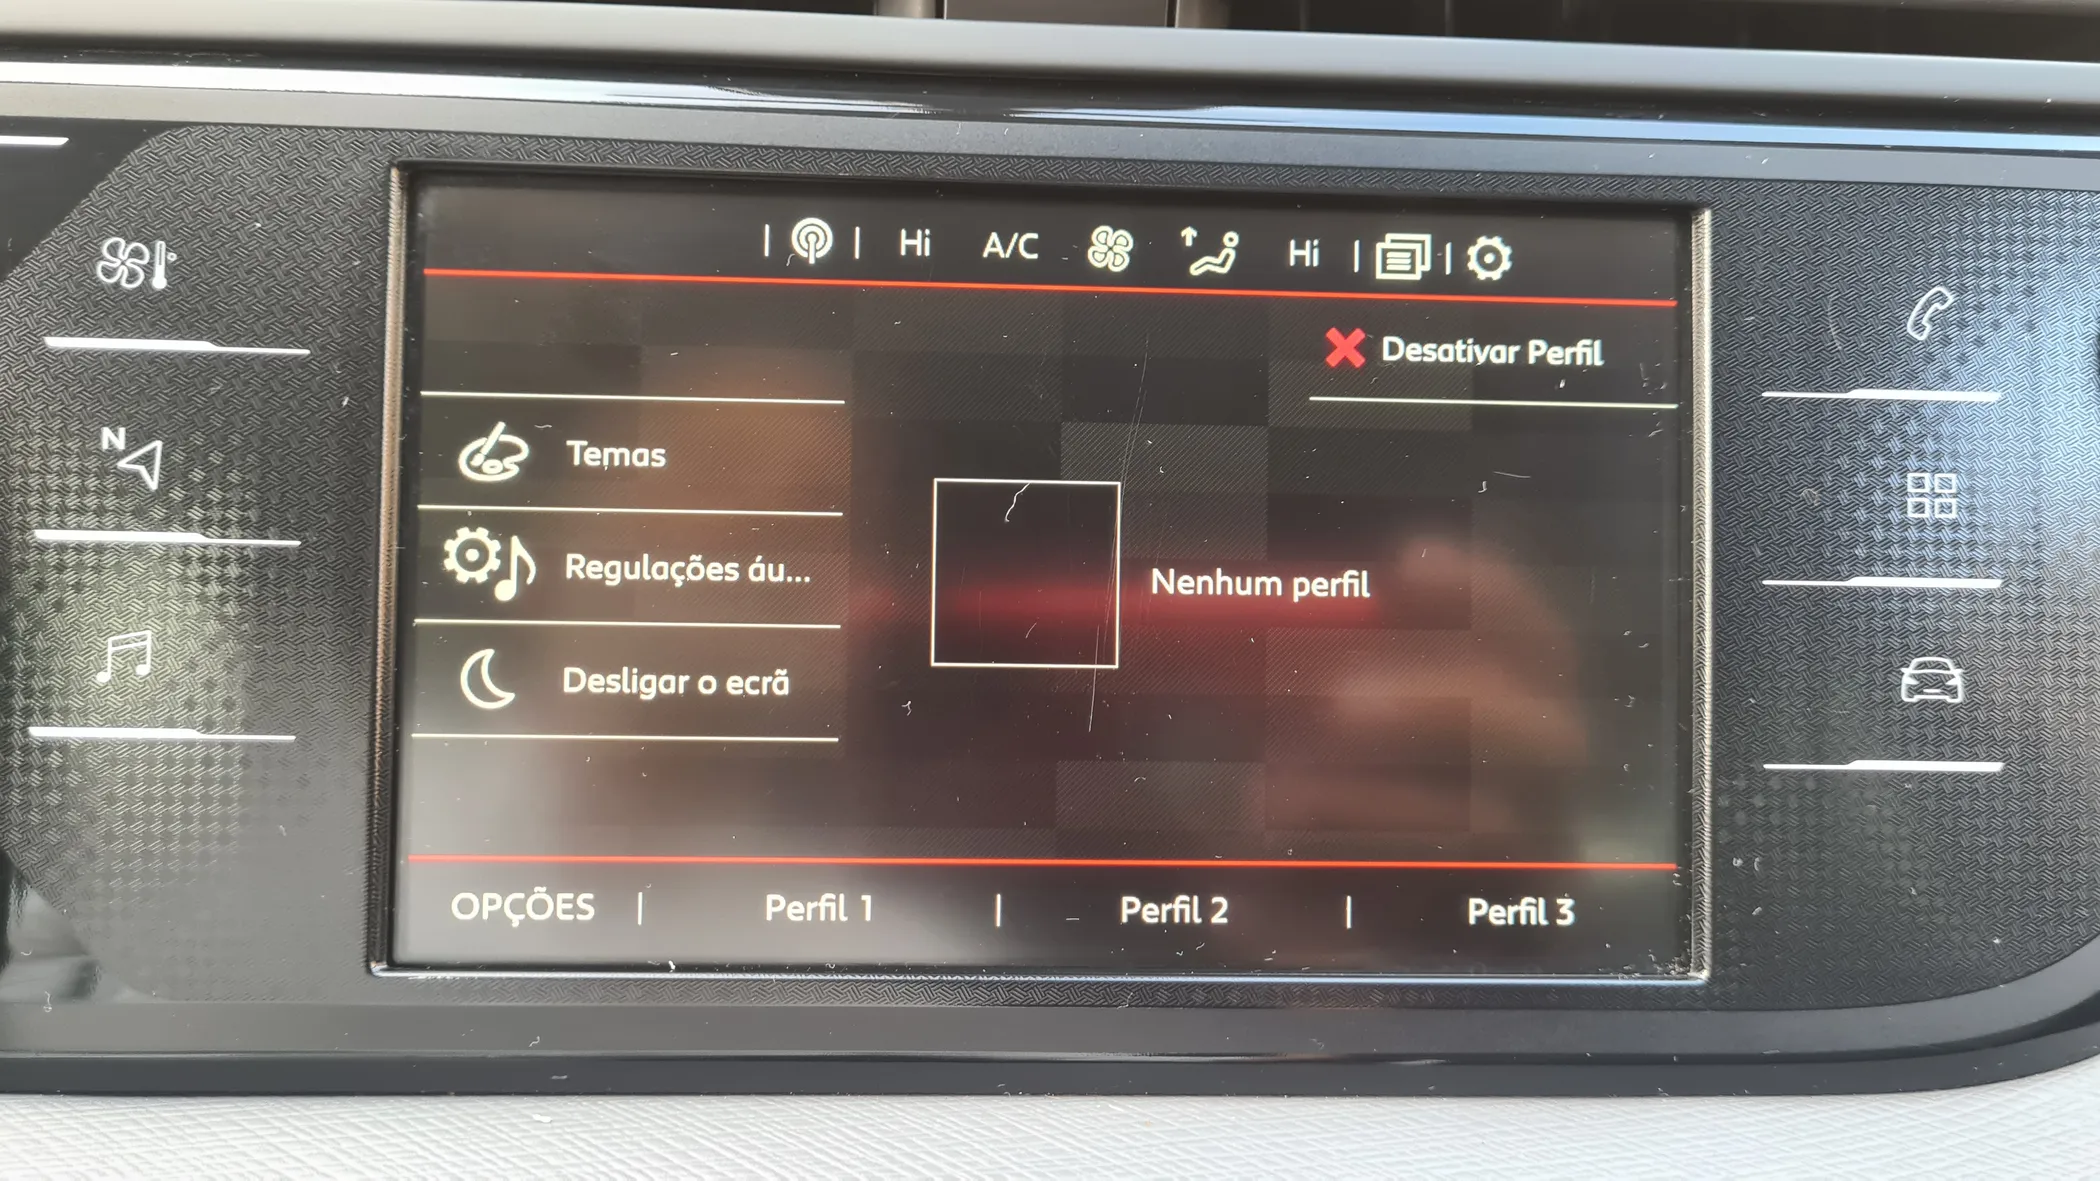 Hi A/C Hi
Desativar Perfil
Temas
Regulações áu...
Desligar o ecrã
Nenhum perfil
OPÇÕES | Perfil 1 | Perfil 2 | Perfil 3
N